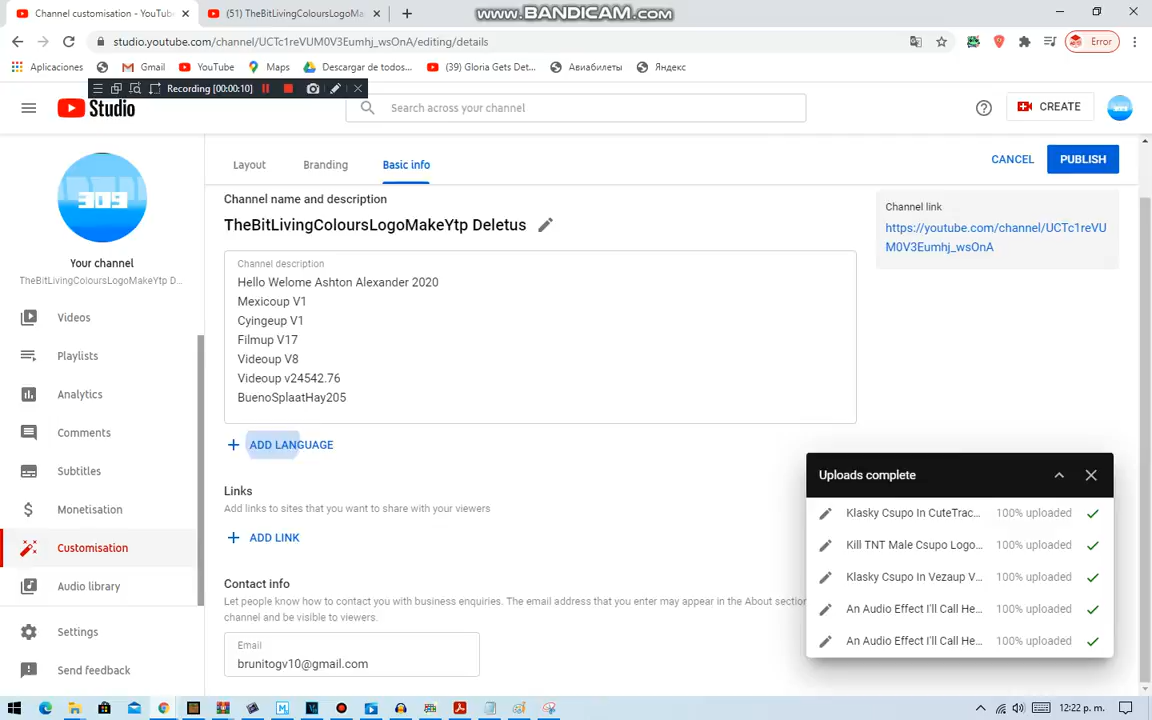 www.BANDICAM.com
Channel customisation - YouTube
(51) TheBitLivingColoursLogoMa
studio.youtube.com/channel/UCTc1reVUM0V3Eumhj_wsOnA/editing/details
Error
Aplicaciones
Gmail
YouTube
Maps
Descargar de todos...
(39) Gloria Gets Det...
Авиабилеты
Яндекс
Recording [00:00:10]
Studio
Search across your channel
CREATE
309
Your channel
TheBitLivingColoursLogoMakeYtp D...
Videos
Playlists
Analytics
Comments
Subtitles
Monetisation
Customisation
Audio library
Settings
Send feedback
Layout
Branding
Basic info
CANCEL
PUBLISH
Channel name and description
TheBitLivingColoursLogoMakeYtp Deletus
Channel description
Hello Welome Ashton Alexander 2020
Mexicoup V1
Cyingeup V1
Filmup V17
Videoup V8
Videoup v24542.76
BuenoSplaatHay205
ADD LANGUAGE
Links
Add links to sites that you want to share with your viewers
ADD LINK
Contact info
Let people know how to contact you with business enquiries. The email address that you enter may appear in the About section
channel and be visible to viewers.
Email
brunitogv10@gmail.com
Channel link
https://youtube.com/channel/UCTc1reVU
M0V3Eumhj_wsOnA
Uploads complete
Klasky Csupo In CuteTrac... 100% uploaded
Kill TNT Male Csupo Logo... 100% uploaded
Klasky Csupo In Vezaup V... 100% uploaded
An Audio Effect I'll Call He... 100% uploaded
An Audio Effect I'll Call He... 100% uploaded
12:22 p. m.